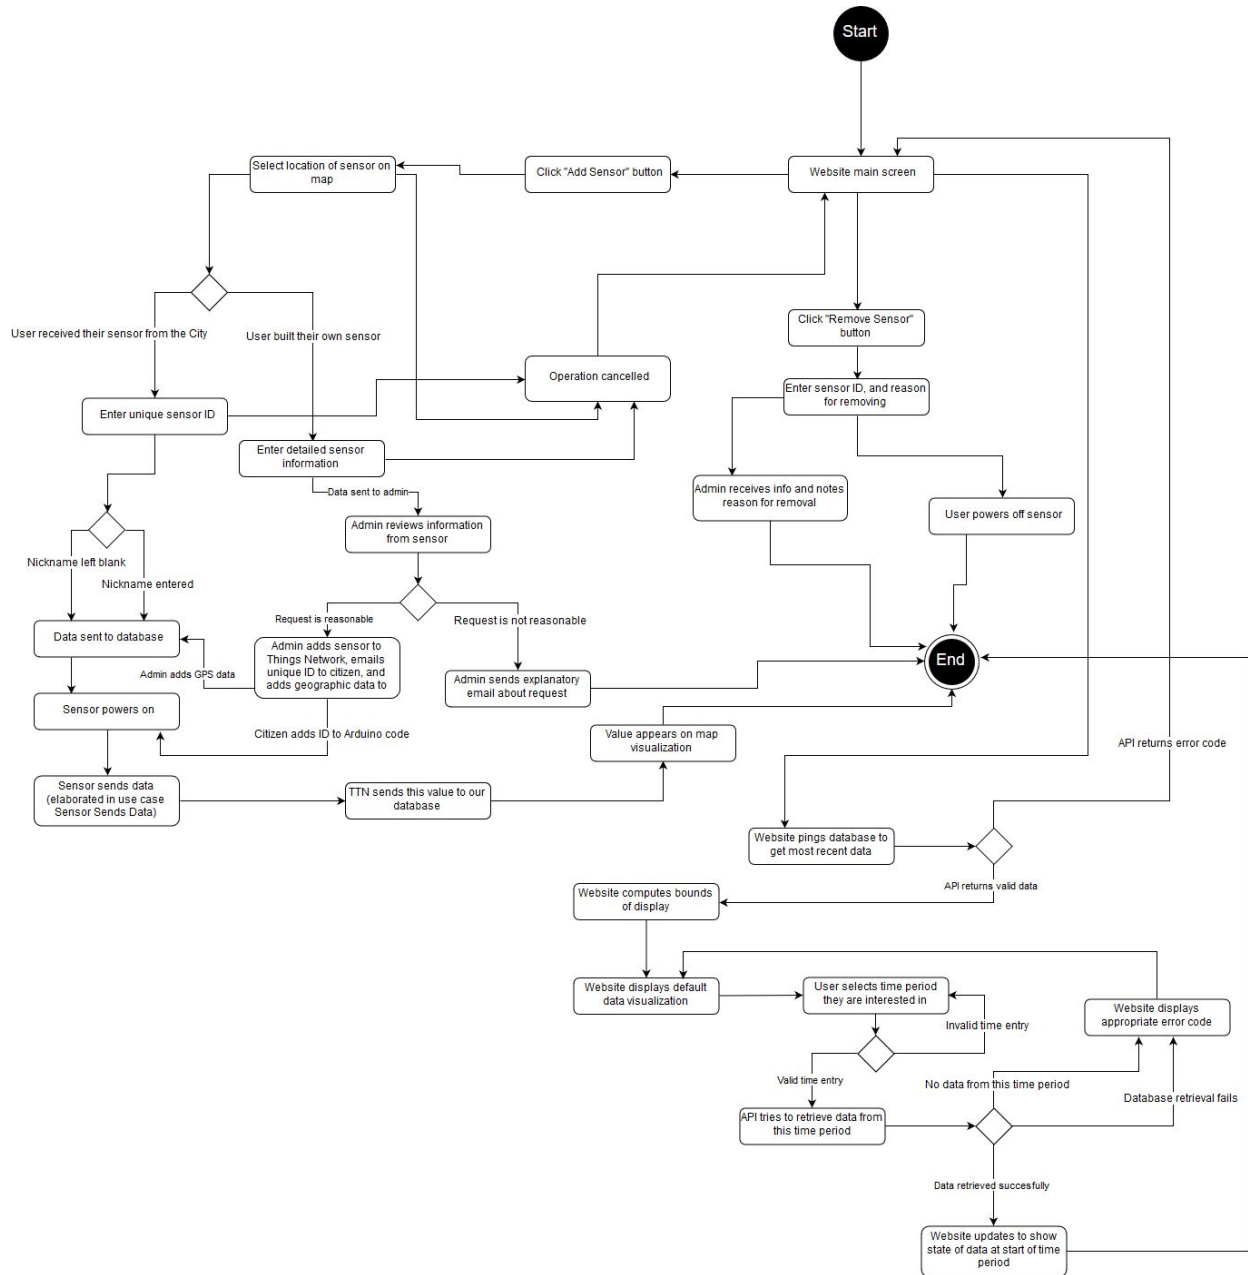 Start
Select location of sensor on
map
Click "Add Sensor" button
Website main screen
User received their sensor from the City
User built their own sensor
Click "Remove Sensor"
button
Operation cancelled
Enter sensor ID, and reason
for removing
Enter unique sensor ID
Enter detailed sensor
information
Data sent to admin
Admin receives info and notes
reason for removal
User powers off sensor
Admin reviews information
from sensor
Nickname left blank
Nickname entered
Request is reasonable
Request is not reasonable
Data sent to database
Admin adds sensor to
Things Network, emails
unique ID to citizen, and
adds geographic data to
Admin adds GPS data
Admin sends explanatory
email about request
End
Sensor powers on
Citizen adds ID to Arduino code
Value appears on map
visualization
API returns error code
Sensor sends data
(elaborated in use case
Sensor Sends Data)
TTN sends this value to our
database
Website pings database to
get most recent data
API returns valid data
Website computes bounds
of display
Website displays default
data visualization
User selects time period
they are interested in
Website displays
appropriate error code
Invalid time entry
Valid time entry
No data from this time period
Database retrieval fails
API tries to retrieve data from
this time period
Data retrieved succesfully
Website updates to show
state of data at start of time
period